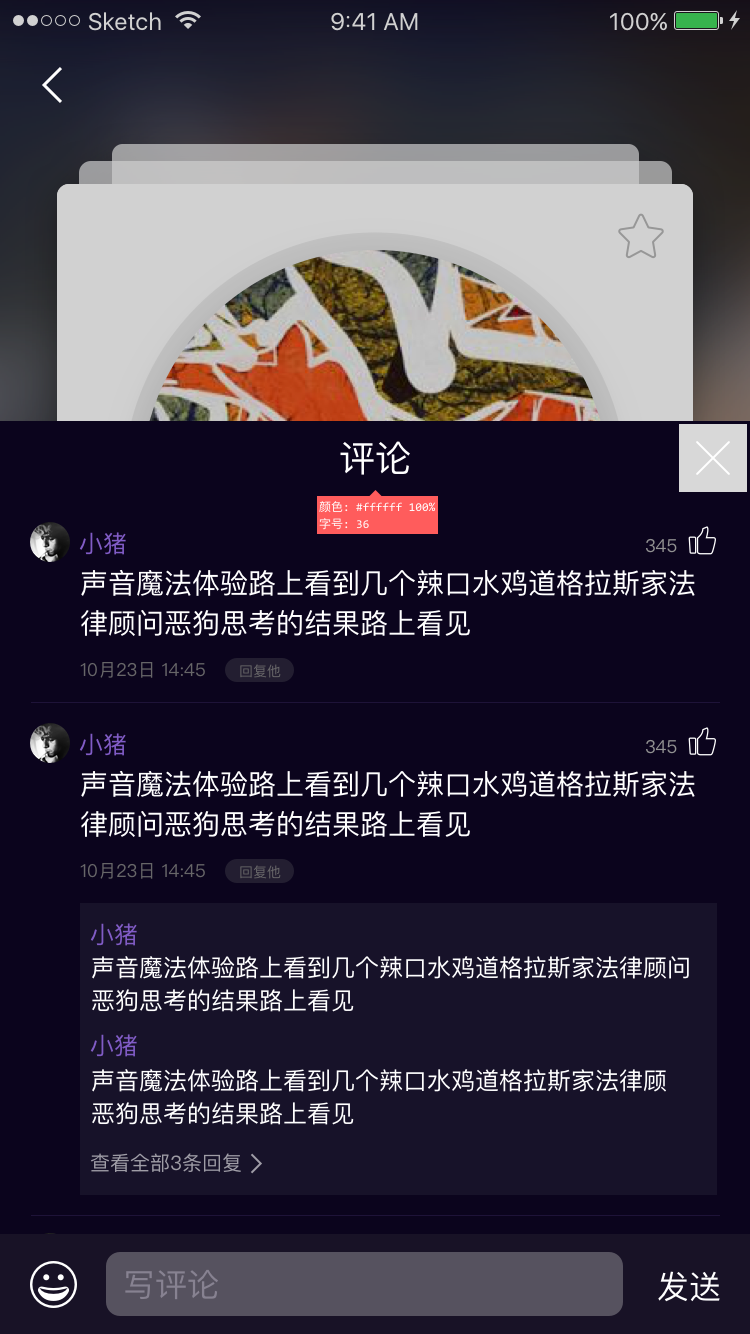 Sketch
9:41 AM
100%
评论
颜色: #ffffff 100%
字号: 36
小猪
345
声音魔法体验路上看到几个辣口水鸡道格拉斯家法
律顾问恶狗思考的结果路上看见
10月23日 14:45
回复他
小猪
345
声音魔法体验路上看到几个辣口水鸡道格拉斯家法
律顾问恶狗思考的结果路上看见
10月23日 14:45
回复他
小猪
声音魔法体验路上看到几个辣口水鸡道格拉斯家法律顾问
恶狗思考的结果路上看见
小猪
声音魔法体验路上看到几个辣口水鸡道格拉斯家法律顾
恶狗思考的结果路上看见
查看全部3条回复
写评论
发送